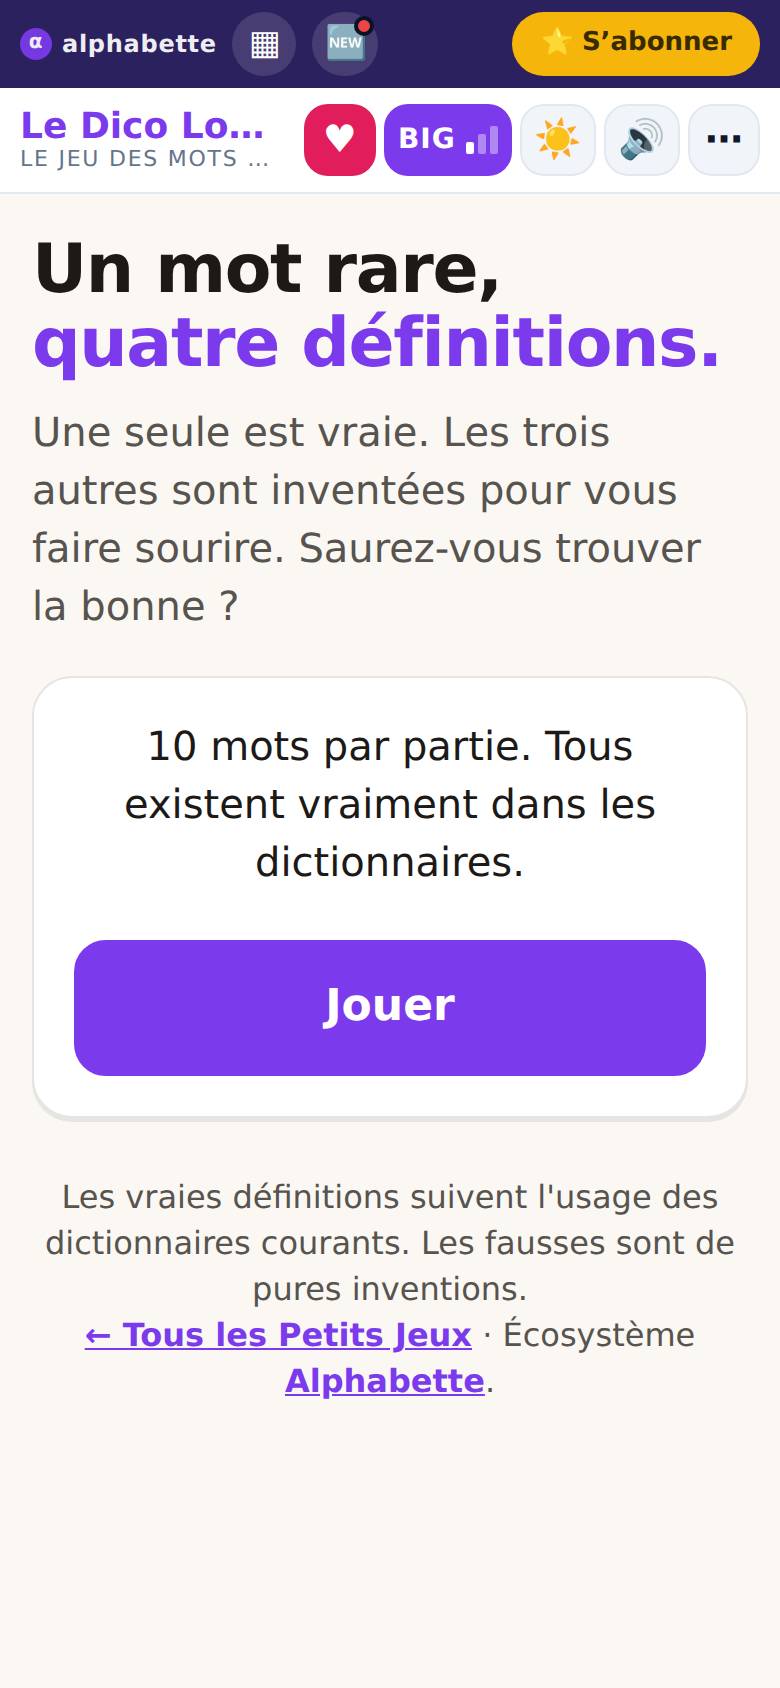 α alphabette NEW ⭐ S’abonner
Le Dico Lo…
LE JEU DES MOTS …
BIG
Un mot rare,
quatre définitions.
Une seule est vraie. Les trois
autres sont inventées pour vous
faire sourire. Saurez-vous trouver
la bonne ?
10 mots par partie. Tous
existent vraiment dans les
dictionnaires.
Jouer
Les vraies définitions suivent l'usage des
dictionnaires courants. Les fausses sont de
pures inventions.
← Tous les Petits Jeux · Écosystème
Alphabette.